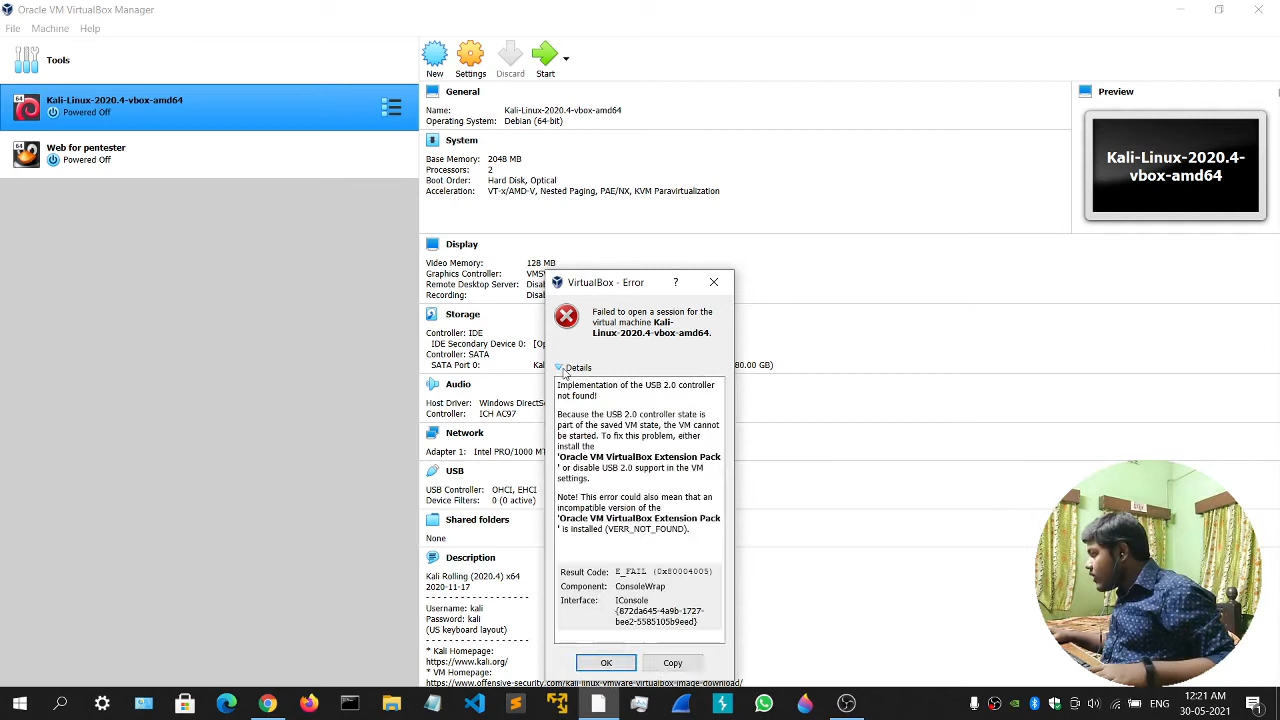 Oracle VM VirtualBox Manager
File Machine Help
Tools
New Settings Discard Start
64
Kali-Linux-2020.4-vbox-amd64
Powered Off
64
Web for pentester
Powered Off
General
Name: Kali-Linux-2020.4-vbox-amd64
Operating System: Debian (64-bit)
System
Base Memory: 2048 MB
Processors: 2
Boot Order: Hard Disk, Optical
Acceleration: VT-x/AMD-V, Nested Paging, PAE/NX, KVM Paravirtualization
Preview
Kali-Linux-2020.4-
vbox-amd64
Display
Video Memory: 128 MB
Graphics Controller: VMS
Remote Desktop Server: Disa
Recording: Disa
Storage
Controller: IDE
IDE Secondary Device 0: [Op
Controller: SATA
SATA Port 0: Kal 80.00 GB)
Audio
Host Driver: Windows DirectS
Controller: ICH AC97
Network
Adapter 1: Intel PRO/1000 MT
USB
USB Controller: OHCI, EHCI
Device Filters: 0 (0 active)
Shared folders
None
Description
Kali Rolling (2020.4) x64
2020-11-17
- - - - - - - - - - - - - - - - - -
Username: kali
Password: kali
(US keyboard layout)
- - - - - - - - - - - - - - - - - -
* Kali Homepage:
https://www.kali.org/
* VM Homepage:
https://www.offensive-security.com/kali-linux-vmware-virtualbox-image-download/
VirtualBox - Error ?
Failed to open a session for the
virtual machine Kali-
Linux-2020.4-vbox-amd64.
Details
Implementation of the USB 2.0 controller
not found!
Because the USB 2.0 controller state is
part of the saved VM state, the VM cannot
be started. To fix this problem, either
install the
'Oracle VM VirtualBox Extension Pack
' or disable USB 2.0 support in the VM
settings.
Note! This error could also mean that an
incompatible version of the
'Oracle VM VirtualBox Extension Pack
' is installed (VERR_NOT_FOUND).
Result Code: E_FAIL (0x80004005)
Component: ConsoleWrap
Interface: IConsole
{872da645-4a9b-1727-
bee2-5585105b9eed}
OK Copy
ENG
12:21 AM
30-05-2021